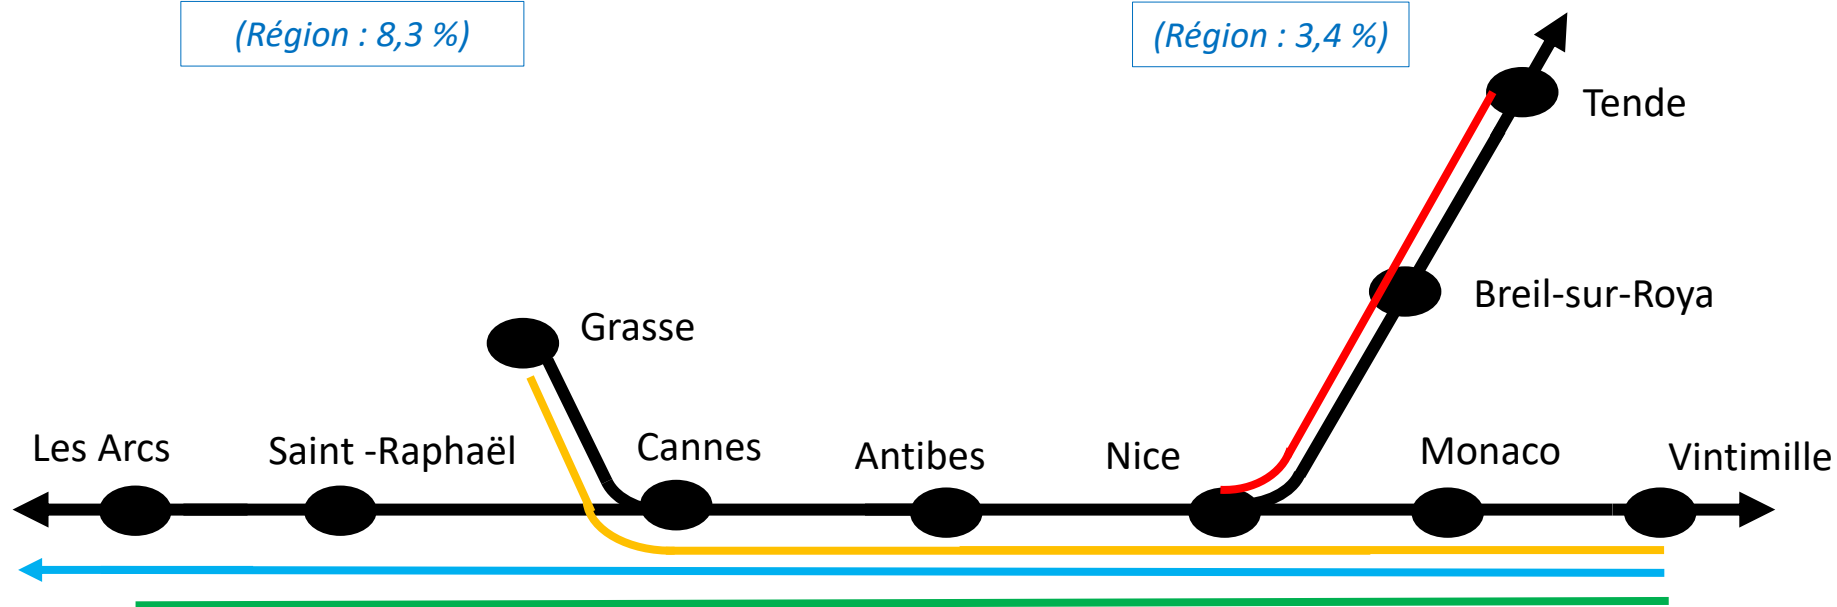 (Région : 8,3 %)
(Région : 3,4 %)
Tende
Breil-sur-Roya
Grasse
Les Arcs
Saint -Raphaël
Cannes
Antibes
Nice
Monaco
Vintimille